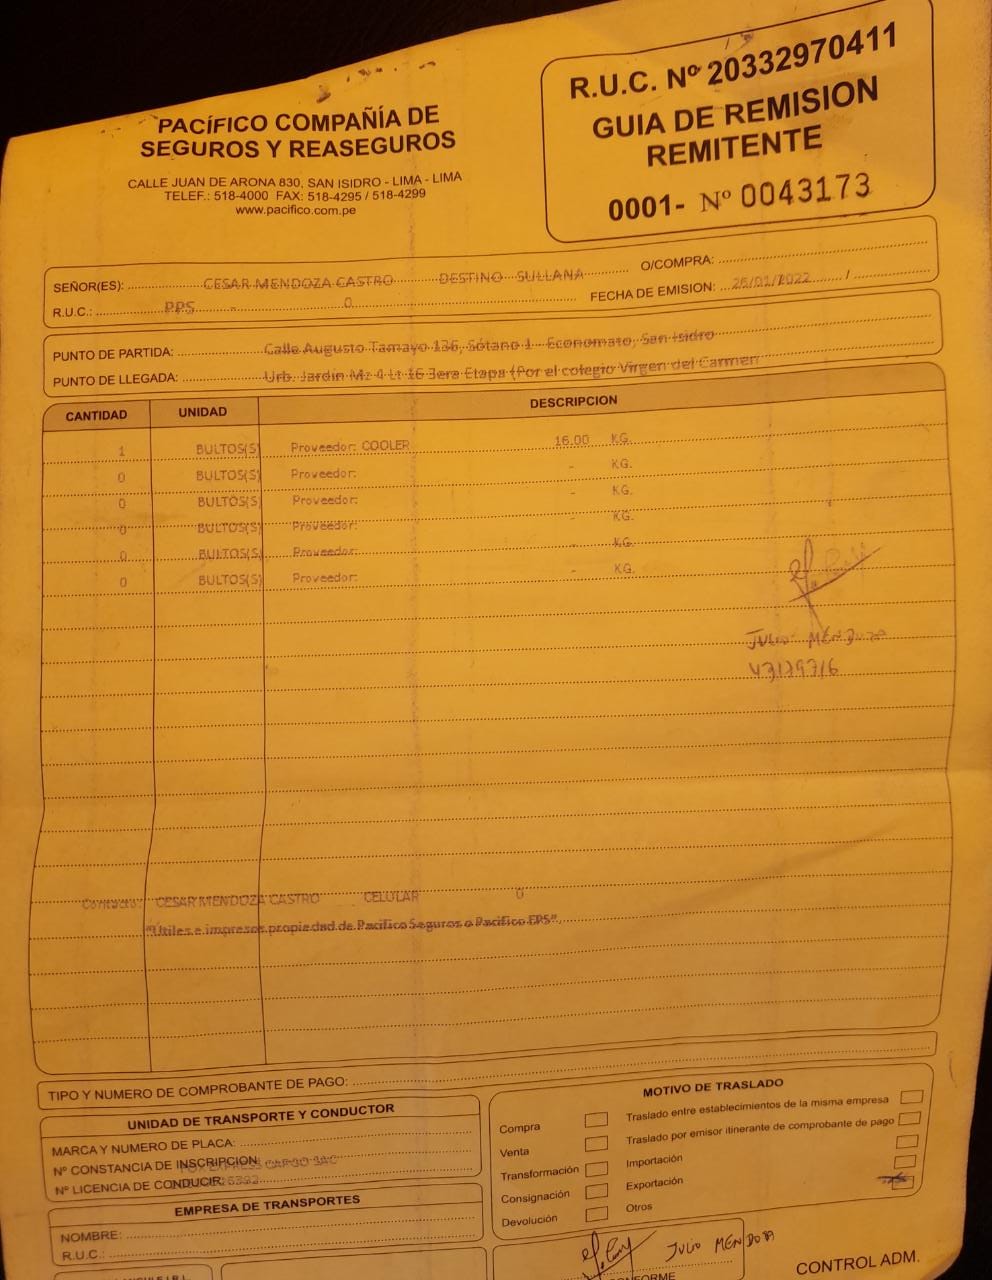 PACÍFICO COMPAÑÍA DE
SEGUROS Y REASEGUROS
CALLE JUAN DE ARONA 830, SAN ISIDRO - LIMA - LIMA
TELEF.: 518-4000 FAX: 518-4295 / 518-4299
www.pacifico.com.pe
R.U.C. Nº 20332970411
GUIA DE REMISION
REMITENTE
0001- Nº 0043173
SEÑOR(ES): CESAR MENDOZA CASTRO DESTINO SULLANA
O/COMPRA:
R.U.C.: PPS - 0
FECHA DE EMISION: 26/01/2022 /
PUNTO DE PARTIDA: Calle Augusto Tamayo 136, Sótano 1 - Economato, San Isidro
PUNTO DE LLEGADA: Urb. Jardin Mz 4 Lt 16 3era Etapa (Por el colegio Virgen del Carmen
CANTIDAD UNIDAD DESCRIPCION
1 BULTOS(S) Proveedor: COOLER 16.00 KG.
0 BULTOS(S) Proveedor: - KG.
0 BULTOS(S) Proveedor: - KG.
0 BULTOS(S) Proveedor: - KG.
0 BULTOS(S) Proveedor: - KG.
0 BULTOS(S) Proveedor: - KG.
JULIO MENDOZA
Contacto: CESAR MENDOZA CASTRO CELULAR 0
"Utiles e impresos propiedad de Pacífico Seguros o Pacífico EPS".
TIPO Y NUMERO DE COMPROBANTE DE PAGO:
UNIDAD DE TRANSPORTE Y CONDUCTOR
MARCA Y NUMERO DE PLACA:
Nº CONSTANCIA DE INSCRIPCION: CARGO SAC
Nº LICENCIA DE CONDUCIR:
EMPRESA DE TRANSPORTES
NOMBRE:
R.U.C.:
MOTIVO DE TRASLADO
Compra
Venta
Transformación
Consignación
Devolución
Traslado entre establecimientos de la misma empresa
Traslado por emisor itinerante de comprobante de pago
Importación
Exportación
Otros
JULIO MENDOZA
CONTROL ADM.